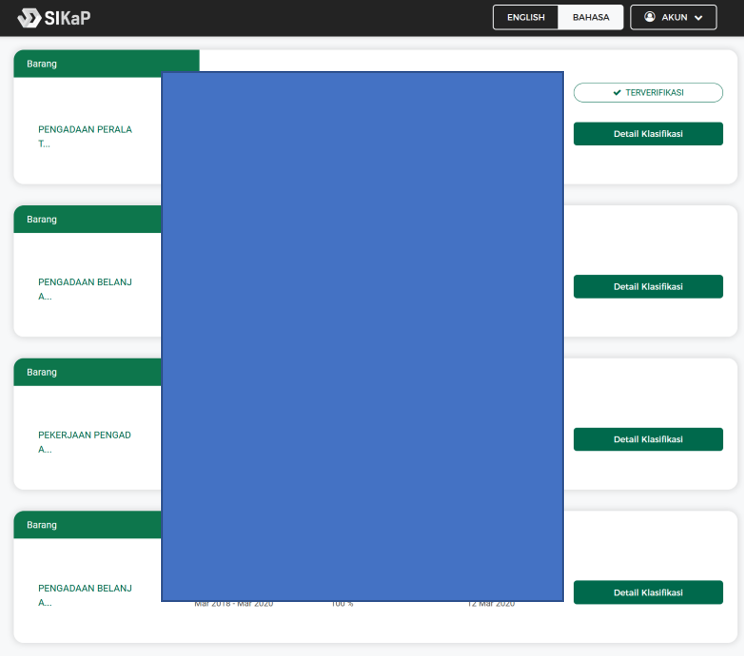 SIKaP
ENGLISH BAHASA AKUN
Barang
TERVERIFIKASI
PENGADAAN PERALA
T...
Detail Klasifikasi
Barang
PENGADAAN BELANJ
A...
Detail Klasifikasi
Barang
PEKERJAAN PENGAD
A...
Detail Klasifikasi
Barang
PENGADAAN BELANJ
A...
Detail Klasifikasi
Mar 2018 - Mar 2020 100 % 12 Mar 2020